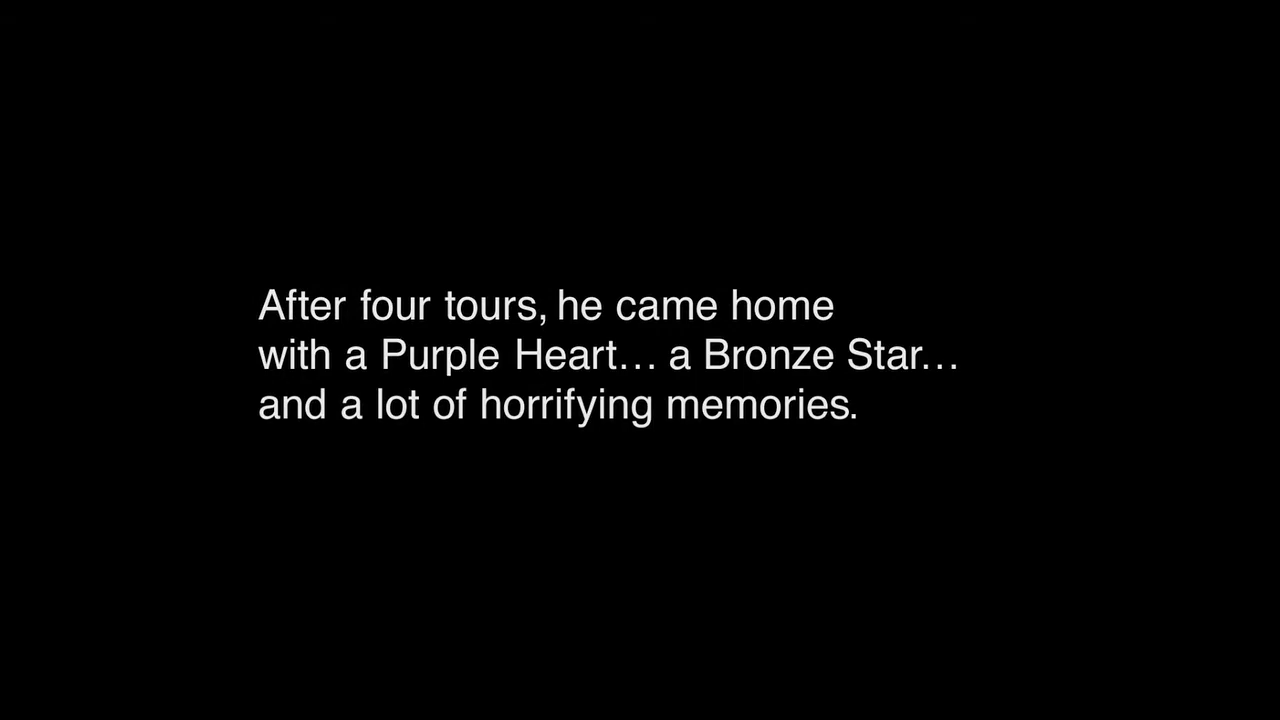 After four tours, he came home
with a Purple Heart… a Bronze Star…
and a lot of horrifying memories.